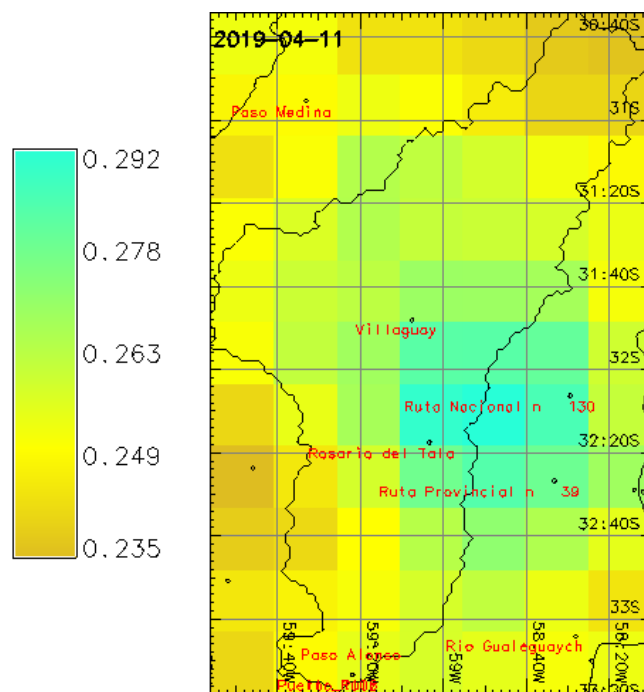 2019-04-11
30:40S
Paso Medina
31S
0.292
31:20S
0.278
31:40S
Villaguay
0.263
32S
Ruta Nacional n 130
0.249
32:20S
Rosario del Tala
Ruta Provincial n 39
32:40S
0.235
33S
59:40W
59W
58:40W
58:20W
Paso Alonso
Rio Gualeguaych